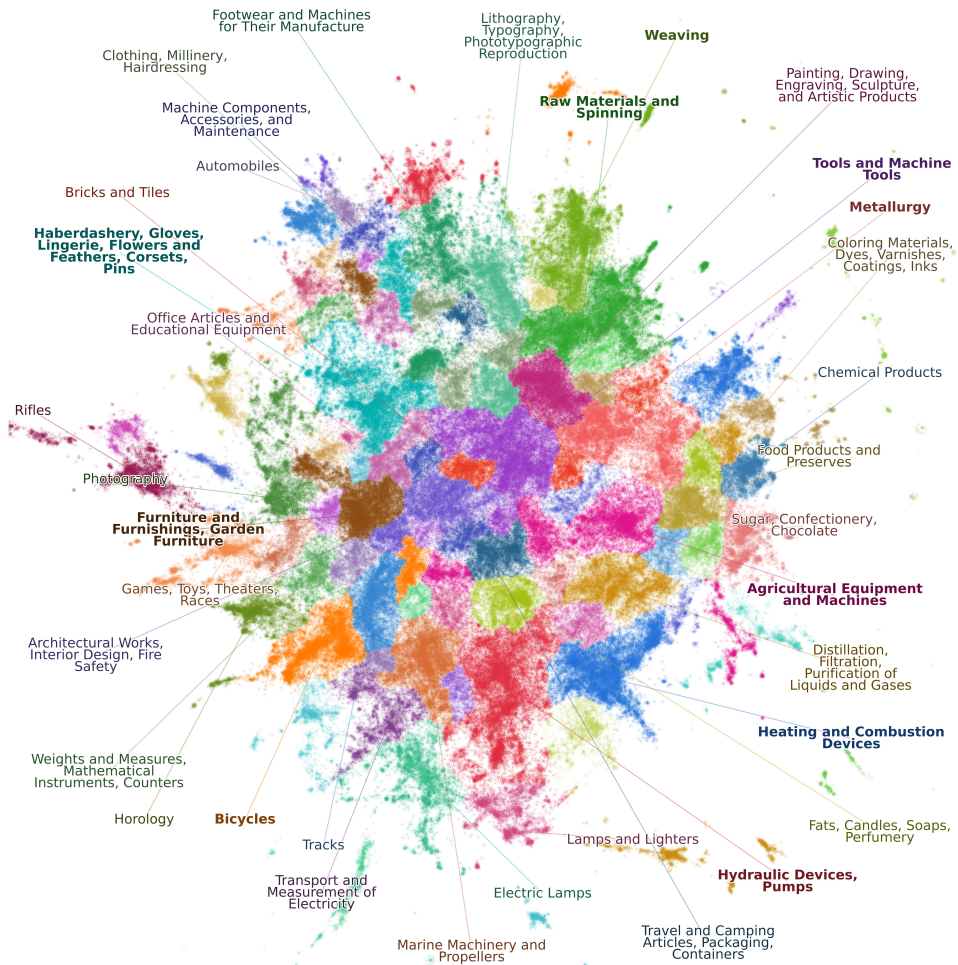 Footwear and Machines
for Their Manufacture
Lithography,
Typography,
Phototypographic
Reproduction
Weaving
Clothing, Millinery,
Hairdressing
Painting, Drawing,
Engraving, Sculpture,
and Artistic Products
Raw Materials and
Spinning
Machine Components,
Accessories, and
Maintenance
Automobiles
Tools and Machine
Tools
Bricks and Tiles
Metallurgy
Haberdashery, Gloves,
Lingerie, Flowers and
Feathers, Corsets,
Pins
Coloring Materials,
Dyes, Varnishes,
Coatings, Inks
Office Articles and
Educational Equipment
Chemical Products
Rifles
Food Products and
Preserves
Photography
Furniture and
Furnishings, Garden
Furniture
Sugar, Confectionery,
Chocolate
Games, Toys, Theaters,
Races
Agricultural Equipment
and Machines
Architectural Works,
Interior Design, Fire
Safety
Distillation,
Filtration,
Purification of
Liquids and Gases
Heating and Combustion
Devices
Weights and Measures,
Mathematical
Instruments, Counters
Horology
Bicycles
Fats, Candles, Soaps,
Perfumery
Tracks
Lamps and Lighters
Hydraulic Devices,
Pumps
Transport and
Measurement of
Electricity
Electric Lamps
Marine Machinery and
Propellers
Travel and Camping
Articles, Packaging,
Containers